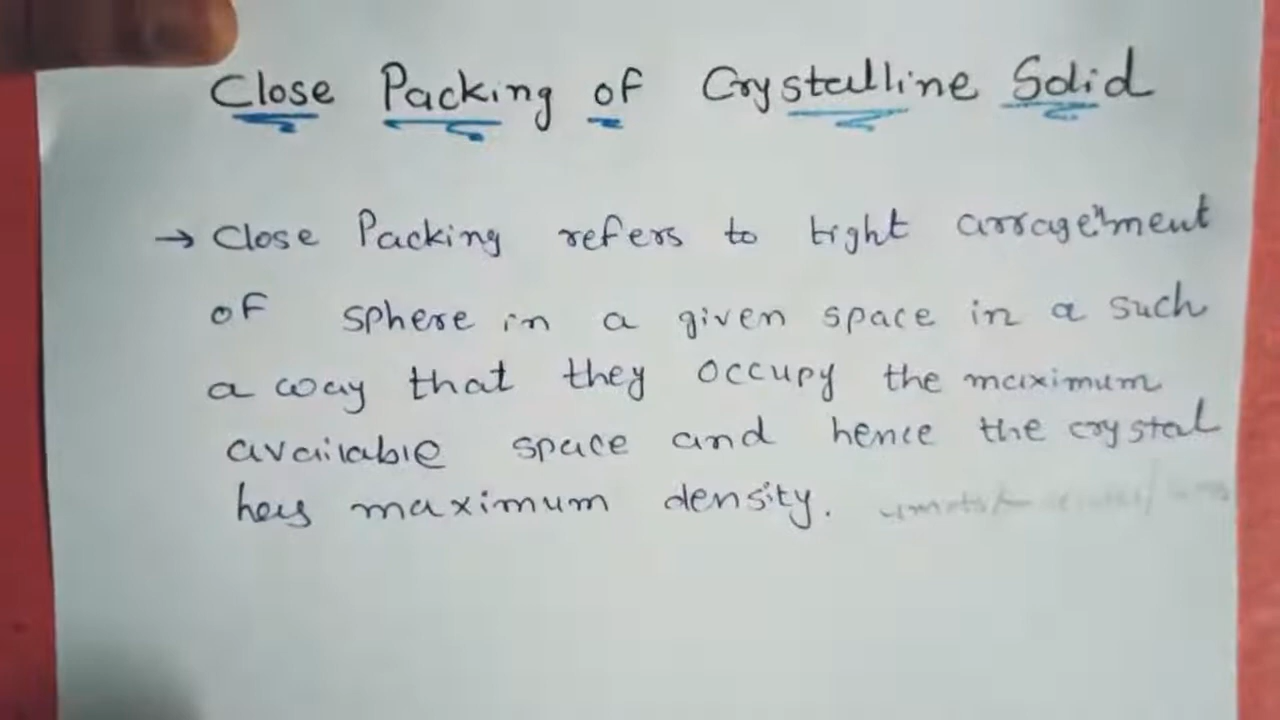 Close Packing of Crystalline Solid
→ Close Packing refers to tight arragement
of sphere in a given space in a such
a way that they occupy the maximum
available space and hence the crystal
has maximum density.